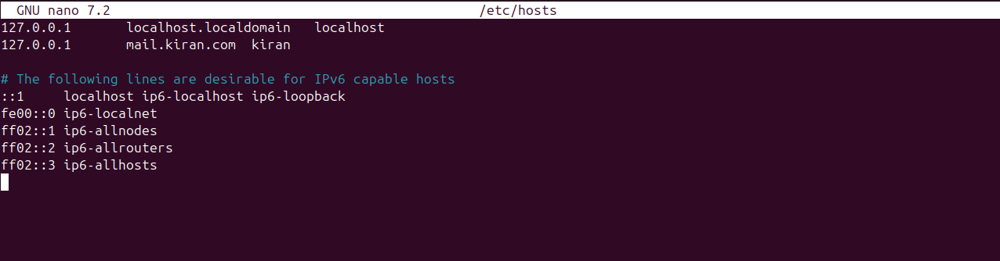 GNU nano 7.2 /etc/hosts
127.0.0.1 localhost.localdomain localhost
127.0.0.1 mail.kiran.com kiran
# The following lines are desirable for IPv6 capable hosts
::1 localhost ip6-localhost ip6-loopback
fe00::0 ip6-localnet
ff02::1 ip6-allnodes
ff02::2 ip6-allrouters
ff02::3 ip6-allhosts